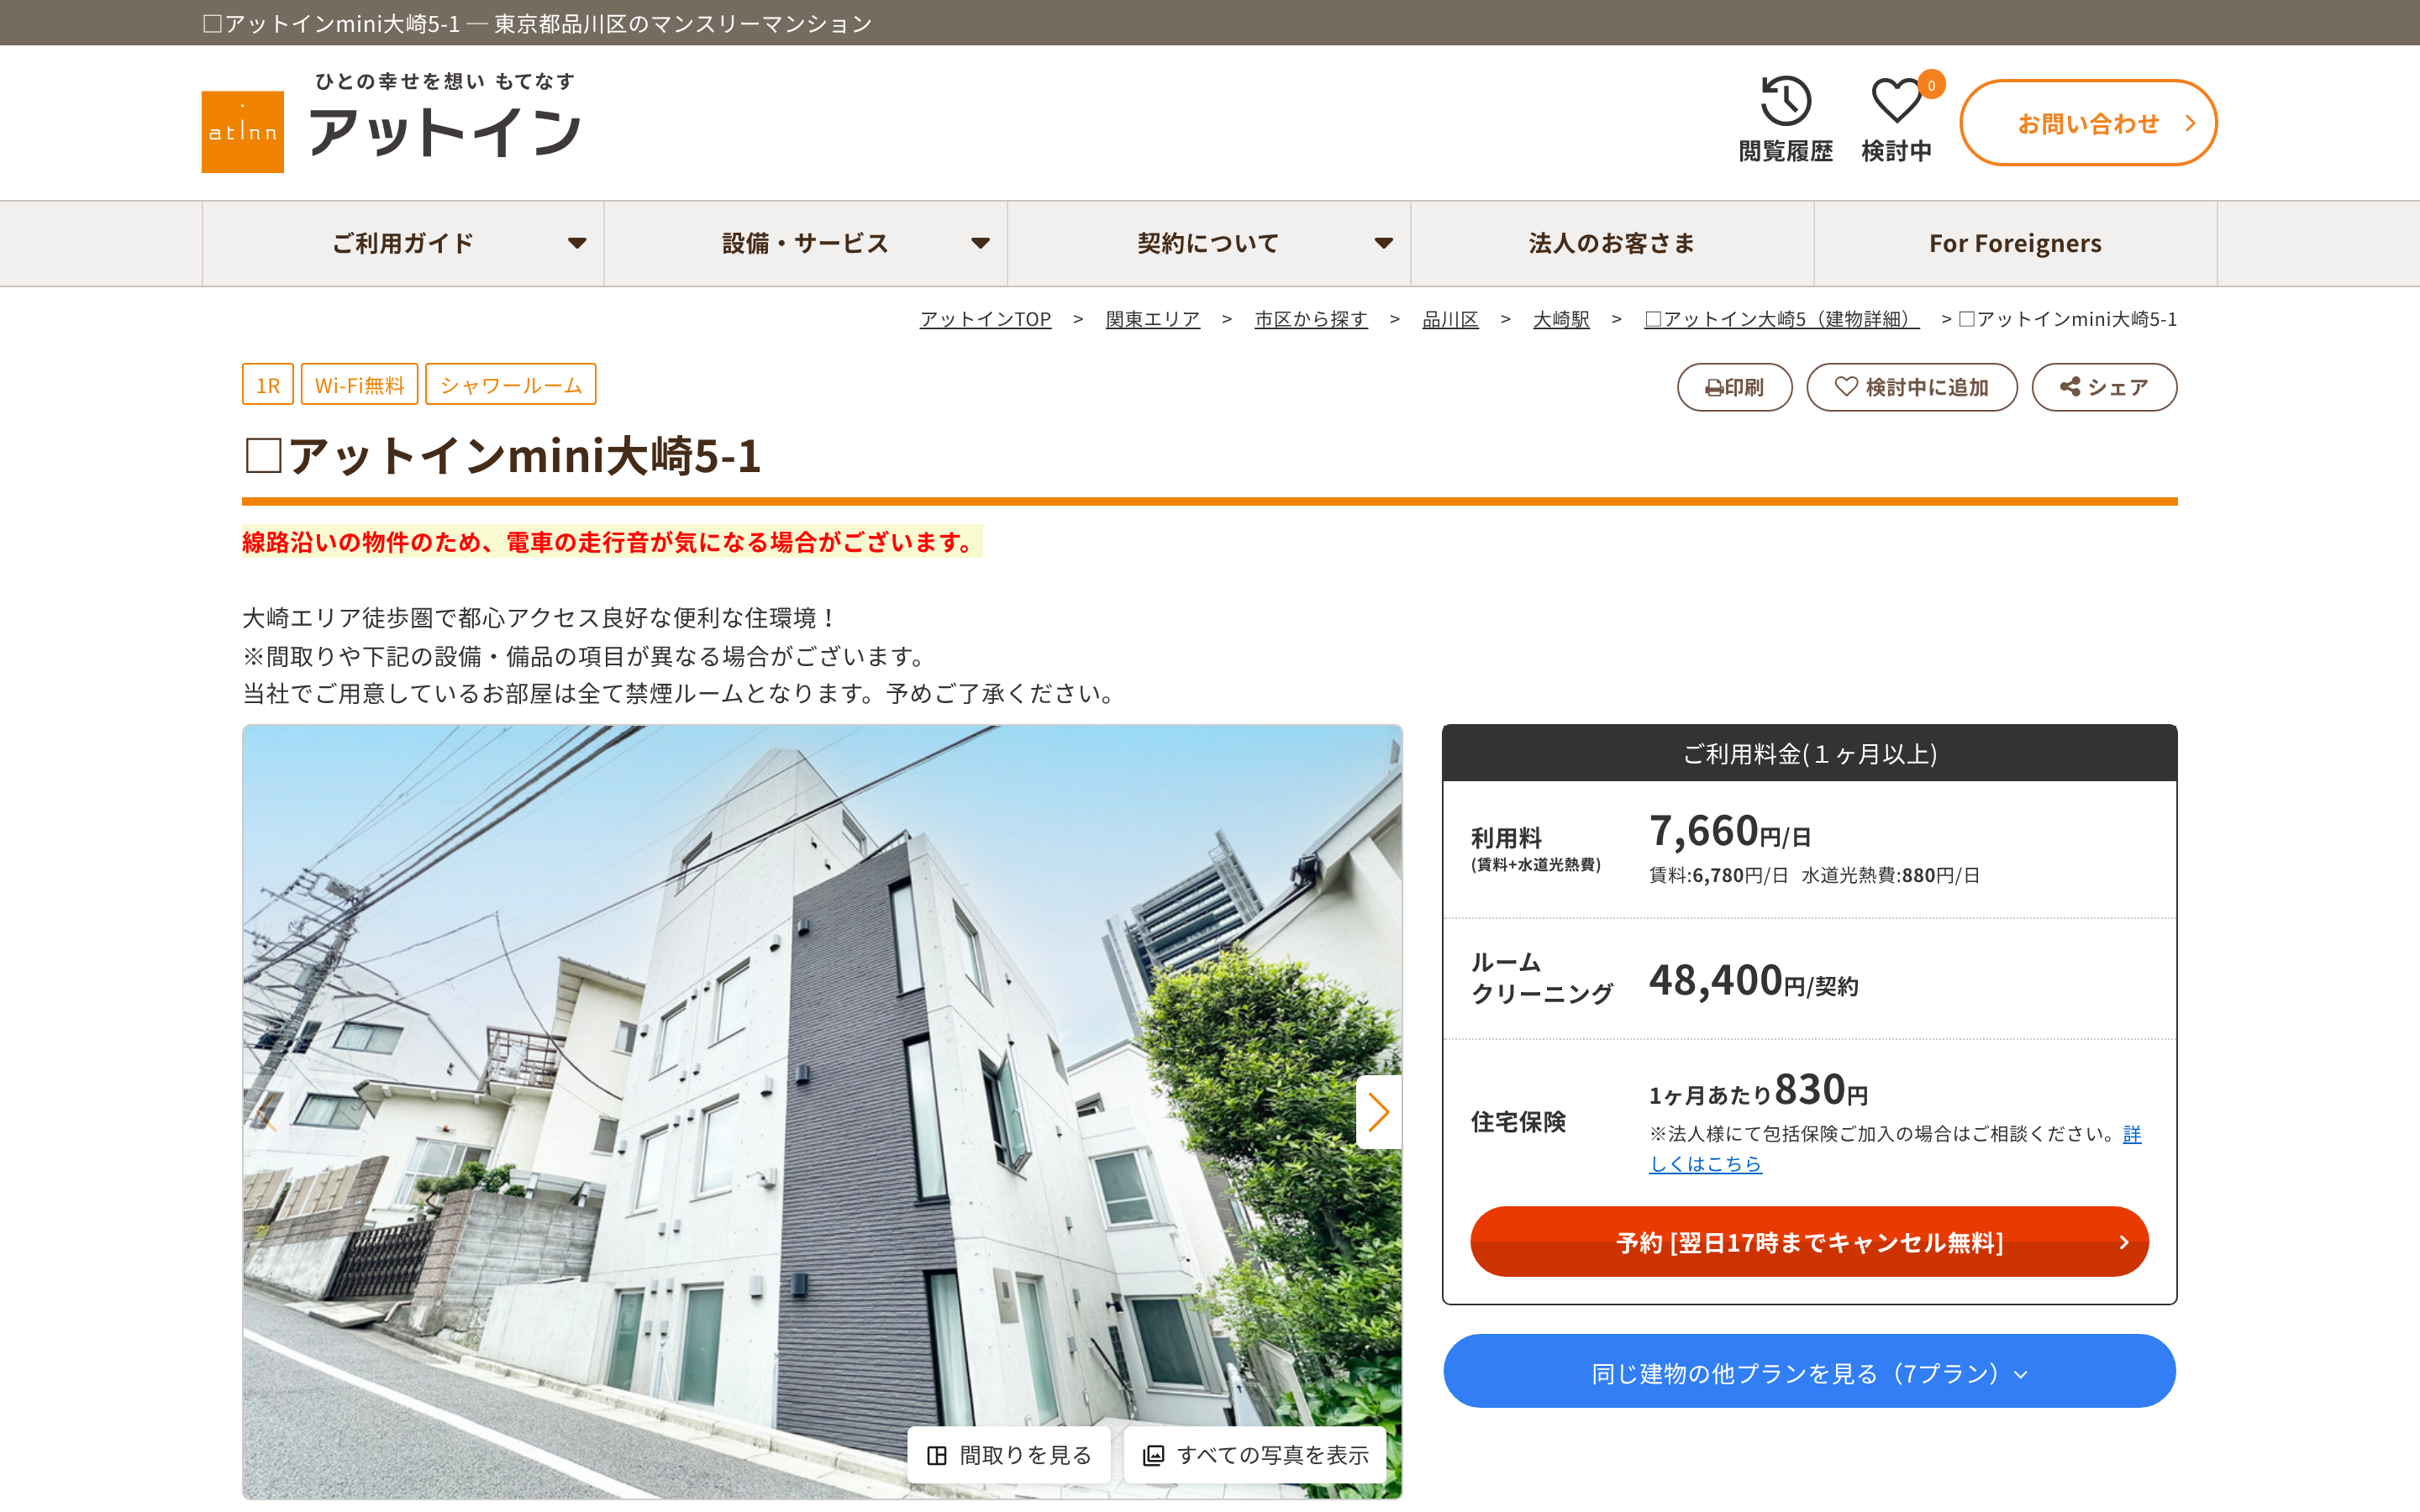 □アットインmini大崎5-1 ― 東京都品川区のマンスリーマンション
ひとの幸せを想い もてなす
atInn
アットイン
閲覧履歴
検討中
0
お問い合わせ
ご利用ガイド
設備・サービス
契約について
法人のお客さま
For Foreigners
アットインTOP > 関東エリア > 市区から探す > 品川区 > 大崎駅 > □アットイン大崎5（建物詳細） > □アットインmini大崎5-1
1R
Wi-Fi無料
シャワールーム
印刷
検討中に追加
シェア
□アットインmini大崎5-1
線路沿いの物件のため、電車の走行音が気になる場合がございます。
大崎エリア徒歩圏で都心アクセス良好な便利な住環境！
※間取りや下記の設備・備品の項目が異なる場合がございます。
当社でご用意しているお部屋は全て禁煙ルームとなります。予めご了承ください。
間取りを見る
すべての写真を表示
ご利用料金(１ヶ月以上)
利用料
(賃料+水道光熱費)
7,660円/日
賃料:6,780円/日 水道光熱費:880円/日
ルーム
クリーニング
48,400円/契約
住宅保険
1ヶ月あたり830円
※法人様にて包括保険ご加入の場合はご相談ください。詳
しくはこちら
予約 [翌日17時までキャンセル無料]
同じ建物の他プランを見る（7プラン）